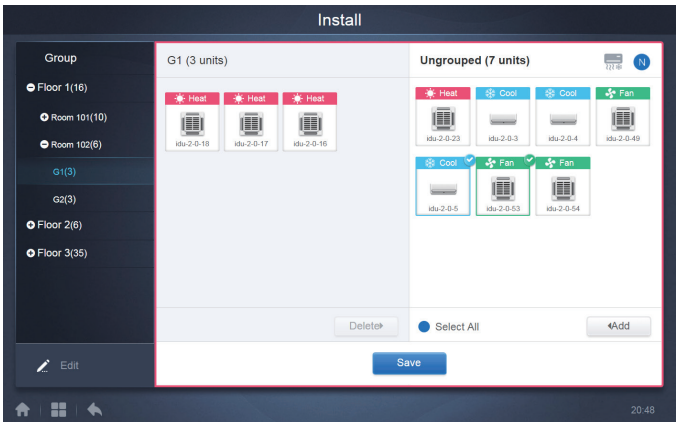 Install
Group
Floor 1(16)
Room 101(10)
Room 102(6)
G1(3)
G2(3)
Floor 2(6)
Floor 3(35)
Edit
G1 (3 units)
Heat Heat Heat
idu-2-0-18 idu-2-0-17 idu-2-0-16
Delete
Ungrouped (7 units) N
Heat Cool Cool Fan
idu-2-0-23 idu-2-0-3 idu-2-0-4 idu-2-0-49
Cool Fan Fan
idu-2-0-5 idu-2-0-53 idu-2-0-54
Select All Add
Save
20:48